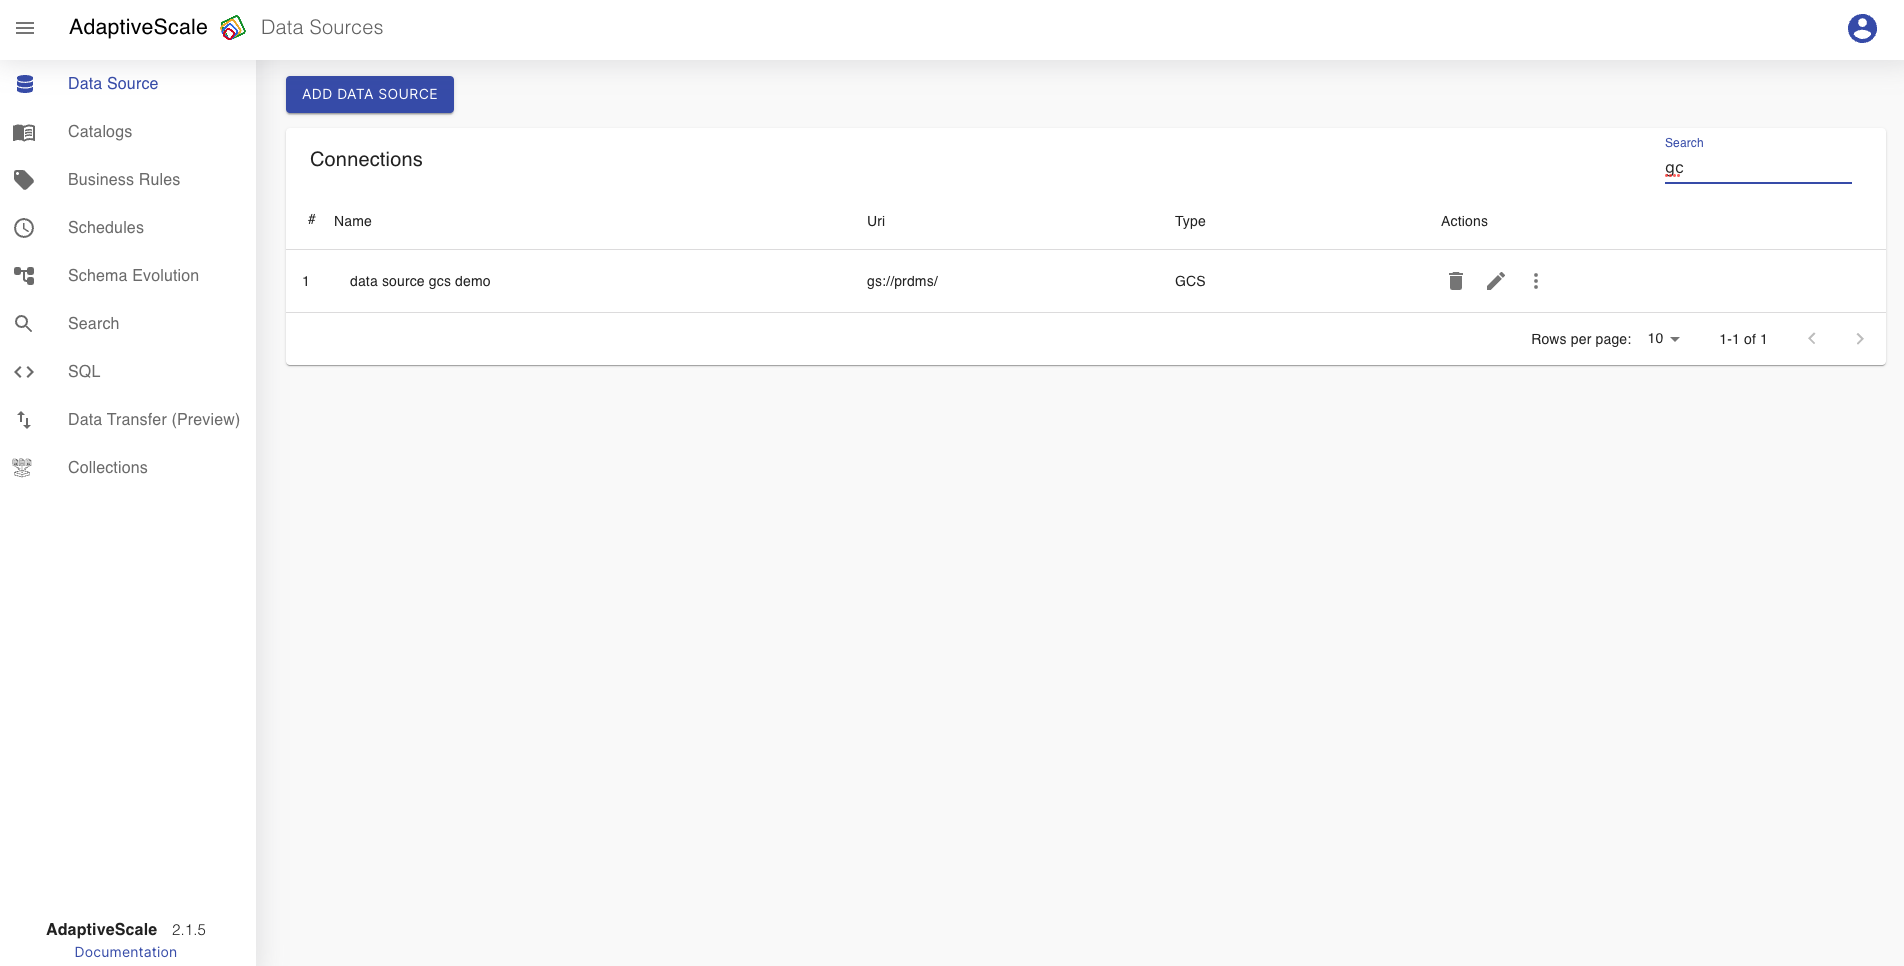 AdaptiveScale Data Sources
Data Source
Catalogs
Business Rules
Schedules
Schema Evolution
Search
SQL
Data Transfer (Preview)
Collections
AdaptiveScale 2.1.5
Documentation
ADD DATA SOURCE
Connections
Search
gc
# Name Uri Type Actions
1 data source gcs demo gs://prdms/ GCS
Rows per page: 10 1-1 of 1